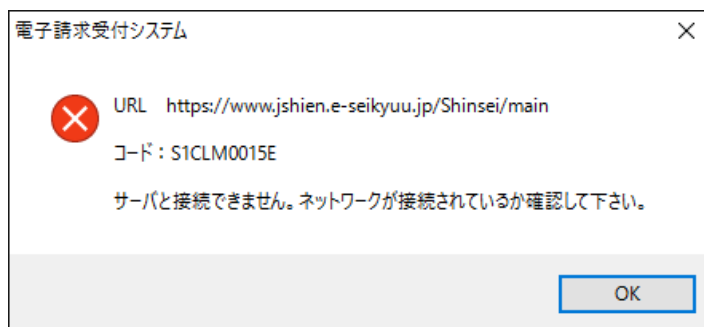 電子請求受付システム
URL　https://www.jshien.e-seikyuu.jp/Shinsei/main
コード：S1CLM0015E
サーバと接続できません。ネットワークが接続されているか確認して下さい。
OK